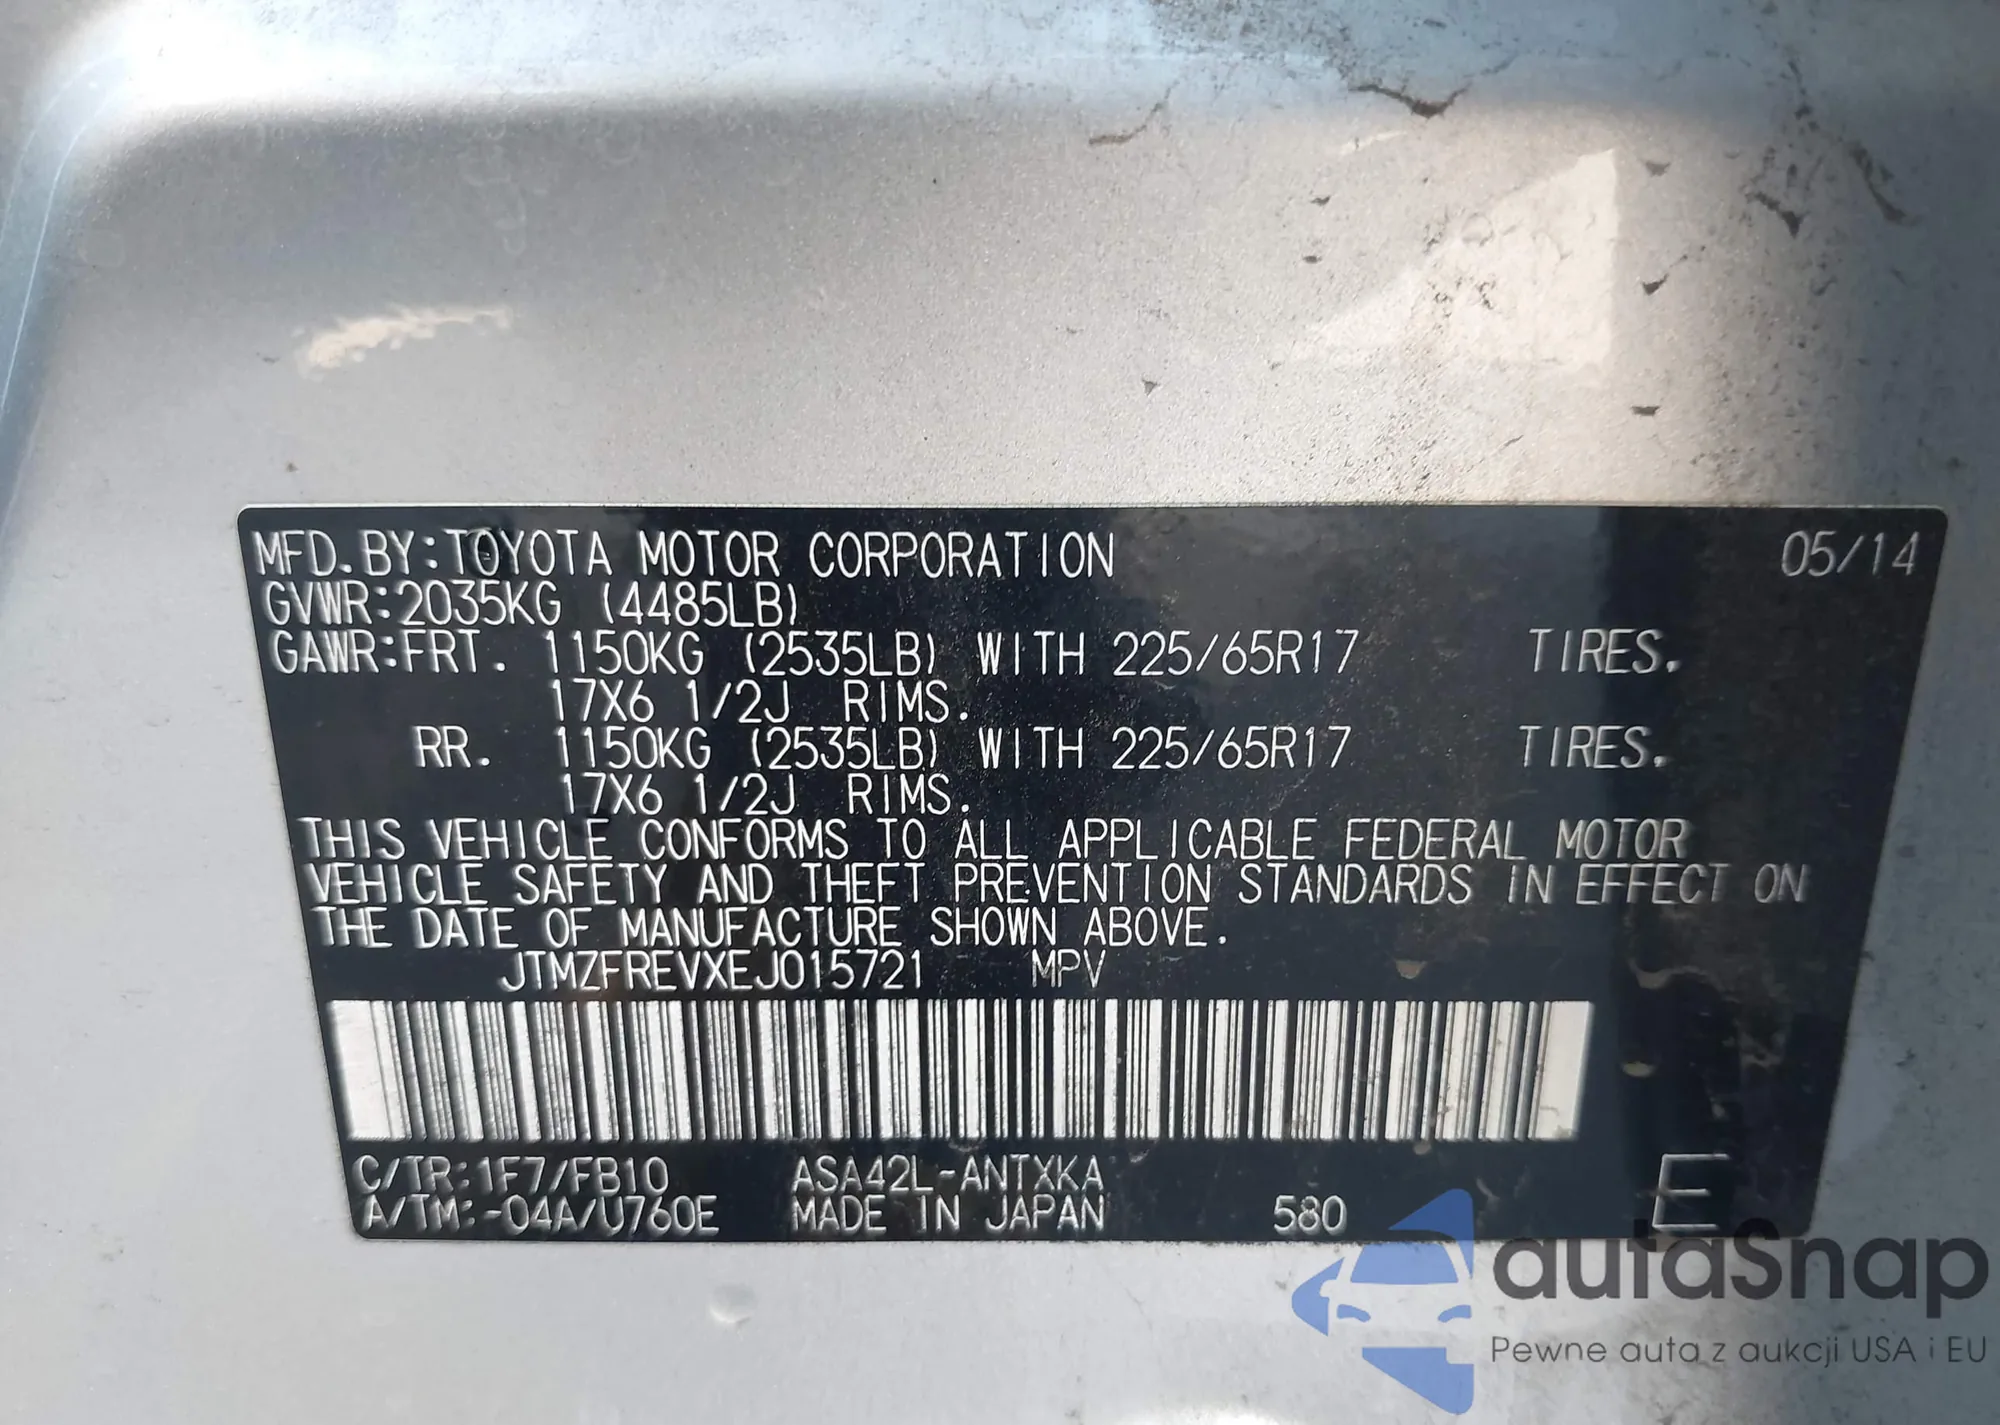 MFD.BY:TOYOTA MOTOR CORPORATION 05/14
GVWR:2035KG (4485LB)
GAWR:FRT. 1150KG (2535LB) WITH 225/65R17 TIRES.
17X6 1/2J RIMS.
RR. 1150KG (2535LB) WITH 225/65R17 TIRES.
17X6 1/2J RIMS.
THIS VEHICLE CONFORMS TO ALL APPLICABLE FEDERAL MOTOR
VEHICLE SAFETY AND THEFT PREVENTION STANDARDS IN EFFECT ON
THE DATE OF MANUFACTURE SHOWN ABOVE.
JTMZFREVXEJ015721 MPV
C/TR:1F7/FB10 ASA42L-ANTXKA
A/TM:-04A/U760E MADE IN JAPAN 580 E
autaSnap
Pewne auta z aukcji USA i EU